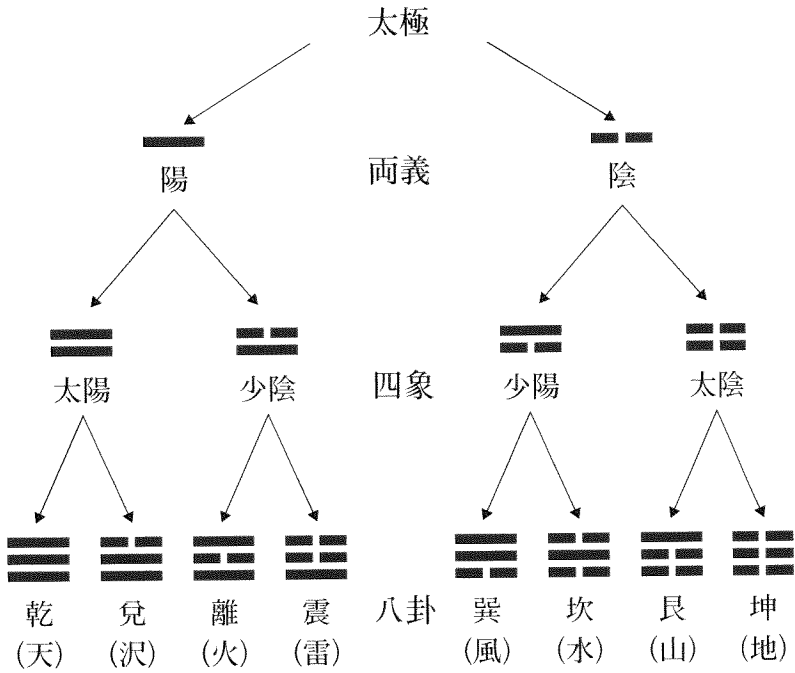 太極
陽 両義 陰
太陽 少陰 四象 少陽 太陰
乾 兌 離 震 八卦 巽 坎 艮 坤
(天) (沢) (火) (雷) (風) (水) (山) (地)